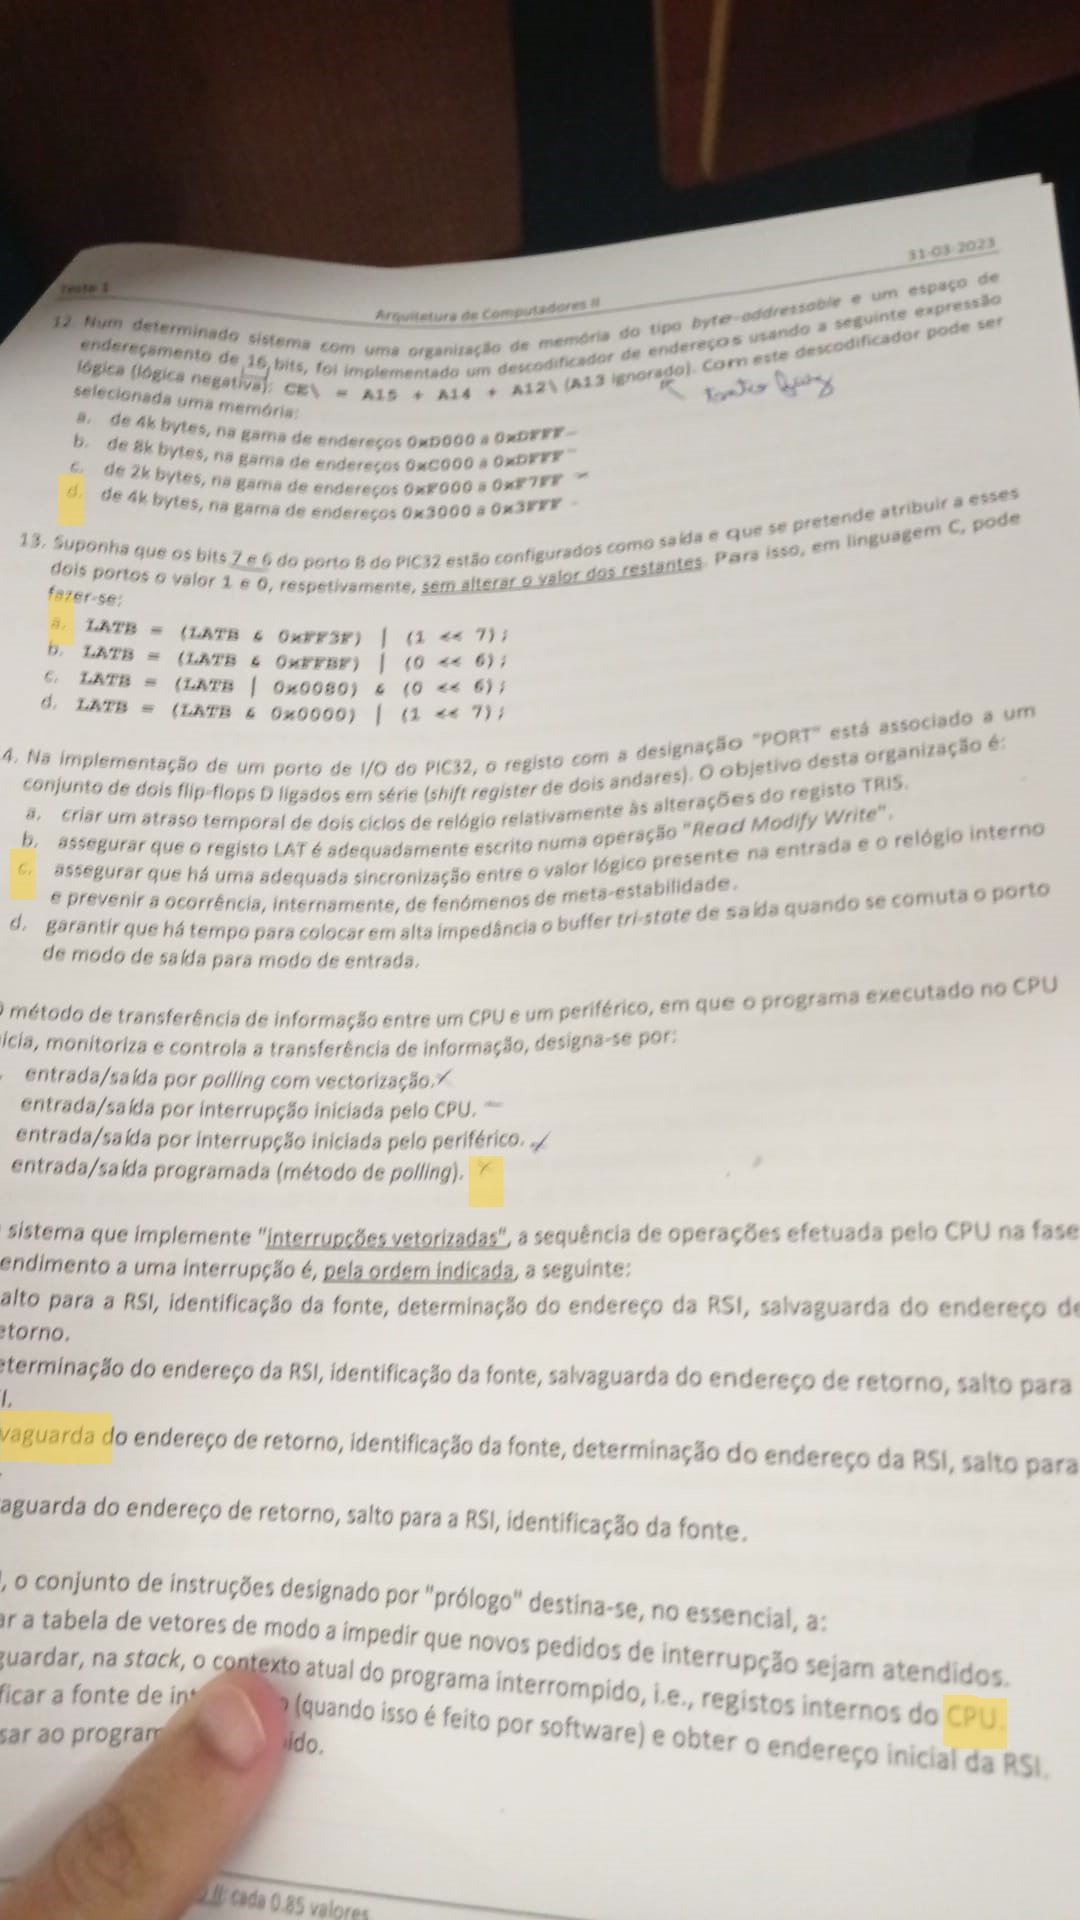 Teste 1
Arquitetura de Computadores II
31-03-2023
12. Num determinado sistema com uma organização de memória do tipo byte-addressable e um espaço de
endereçamento de 16 bits, foi implementado um descodificador de endereços usando a seguinte expressão
lógica (lógica negativa): CE\ = A15 + A14 + A12\ (A13 ignorado). Com este descodificador pode ser
selecionada uma memória:
a. de 4k bytes, na gama de endereços 0xD000 a 0xDFFF
b. de 8k bytes, na gama de endereços 0xC000 a 0xDFFF
c. de 2k bytes, na gama de endereços 0xF000 a 0xF7FF
d. de 4k bytes, na gama de endereços 0x3000 a 0x3FFF
13. Suponha que os bits 7 e 6 do porto B do PIC32 estão configurados como saída e que se pretende atribuir a esses
dois portos o valor 1 e 0, respetivamente, sem alterar o valor dos restantes. Para isso, em linguagem C, pode
fazer-se:
a. LATB = (LATB & 0xFF3F) | (1 << 7);
b. LATB = (LATB & 0xFFBF) | (0 << 6);
c. LATB = (LATB | 0x0080) & (0 << 6);
d. LATB = (LATB & 0x0000) | (1 << 7);
4. Na implementação de um porto de I/O do PIC32, o registo com a designação "PORT" está associado a um
conjunto de dois flip-flops D ligados em série (shift register de dois andares). O objetivo desta organização é:
a. criar um atraso temporal de dois ciclos de relógio relativamente às alterações do registo TRIS.
b. assegurar que o registo LAT é adequadamente escrito numa operação "Read Modify Write".
c. assegurar que há uma adequada sincronização entre o valor lógico presente na entrada e o relógio interno
e prevenir a ocorrência, internamente, de fenómenos de meta-estabilidade.
d. garantir que há tempo para colocar em alta impedância o buffer tri-state de saída quando se comuta o porto
de modo de saída para modo de entrada.
O método de transferência de informação entre um CPU e um periférico, em que o programa executado no CPU
icia, monitoriza e controla a transferência de informação, designa-se por:
entrada/saída por polling com vectorização.
entrada/saída por interrupção iniciada pelo CPU.
entrada/saída por interrupção iniciada pelo periférico.
entrada/saída programada (método de polling).
sistema que implemente "interrupções vetorizadas", a sequência de operações efetuada pelo CPU na fase
endimento a uma interrupção é, pela ordem indicada, a seguinte:
alto para a RSI, identificação da fonte, determinação do endereço da RSI, salvaguarda do endereço de
etorno.
eterminação do endereço da RSI, identificação da fonte, salvaguarda do endereço de retorno, salto para
I.
vaguarda do endereço de retorno, identificação da fonte, determinação do endereço da RSI, salto para
aguarda do endereço de retorno, salto para a RSI, identificação da fonte.
, o conjunto de instruções designado por "prólogo" destina-se, no essencial, a:
ar a tabela de vetores de modo a impedir que novos pedidos de interrupção sejam atendidos.
guardar, na stack, o contexto atual do programa interrompido, i.e., registos internos do CPU.
ficar a fonte de int o (quando isso é feito por software) e obter o endereço inicial da RSI.
sar ao program ido.
II: cada 0.85 valores